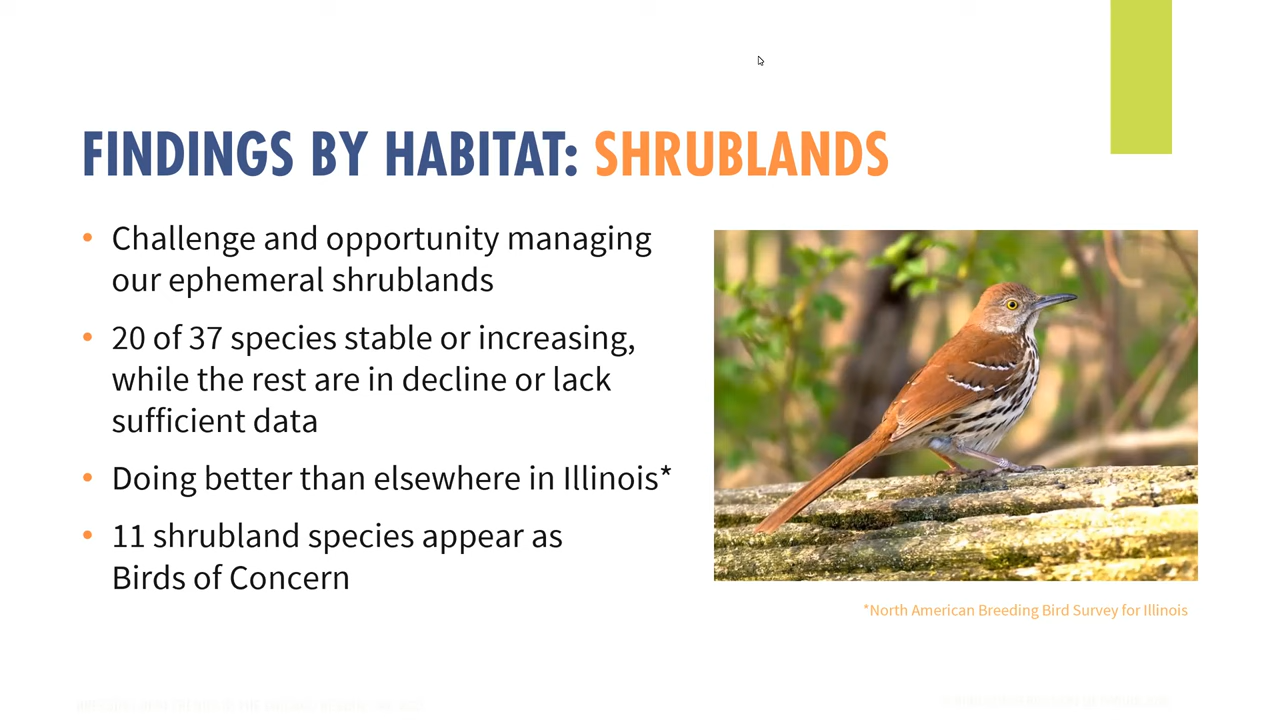 FINDINGS BY HABITAT: SHRUBLANDS
• Challenge and opportunity managing
our ephemeral shrublands
• 20 of 37 species stable or increasing,
while the rest are in decline or lack
sufficient data
• Doing better than elsewhere in Illinois*
• 11 shrubland species appear as
Birds of Concern
*North American Breeding Bird Survey for Illinois